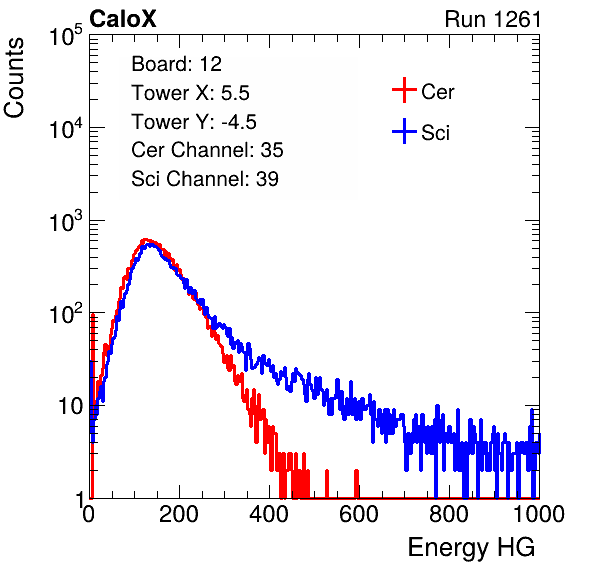 CaloX Run 1261
Counts
Board: 12
Tower X: 5.5
Tower Y: -4.5
Cer Channel: 35
Sci Channel: 39
Cer
Sci
10^5
10^4
10^3
10^2
10
1
0 200 400 600 800 1000
Energy HG